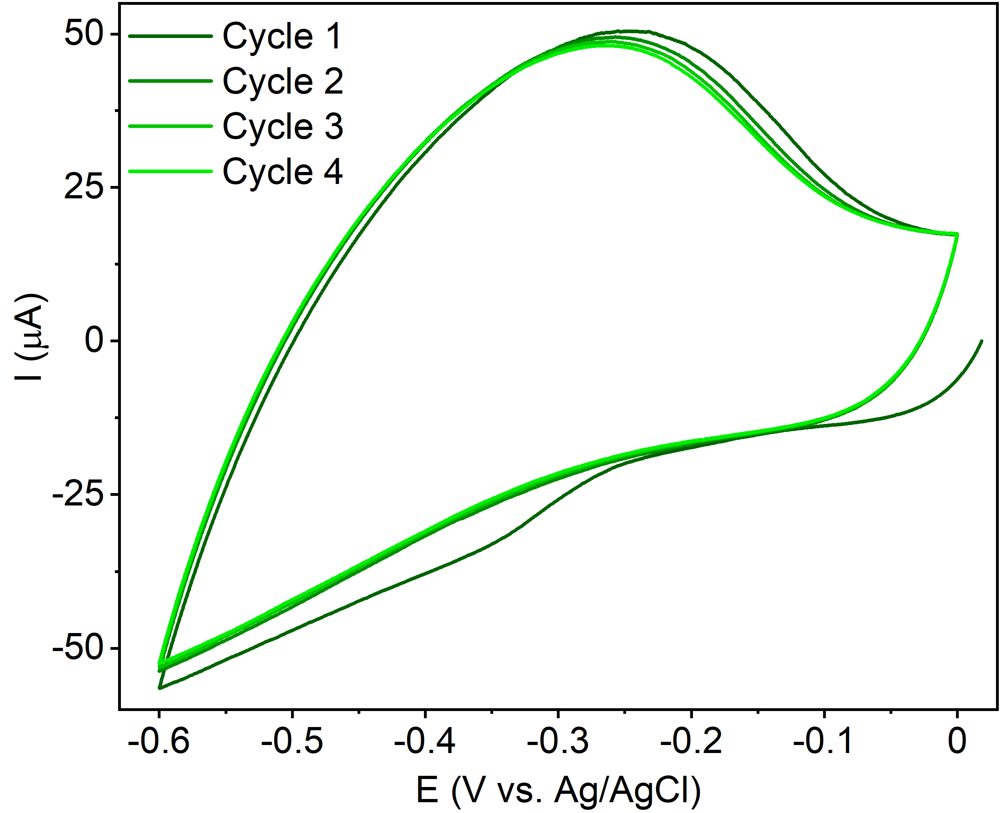 50
25
0
-25
-50
I (μA)
Cycle 1
Cycle 2
Cycle 3
Cycle 4
-0.6 -0.5 -0.4 -0.3 -0.2 -0.1 0
E (V vs. Ag/AgCl)